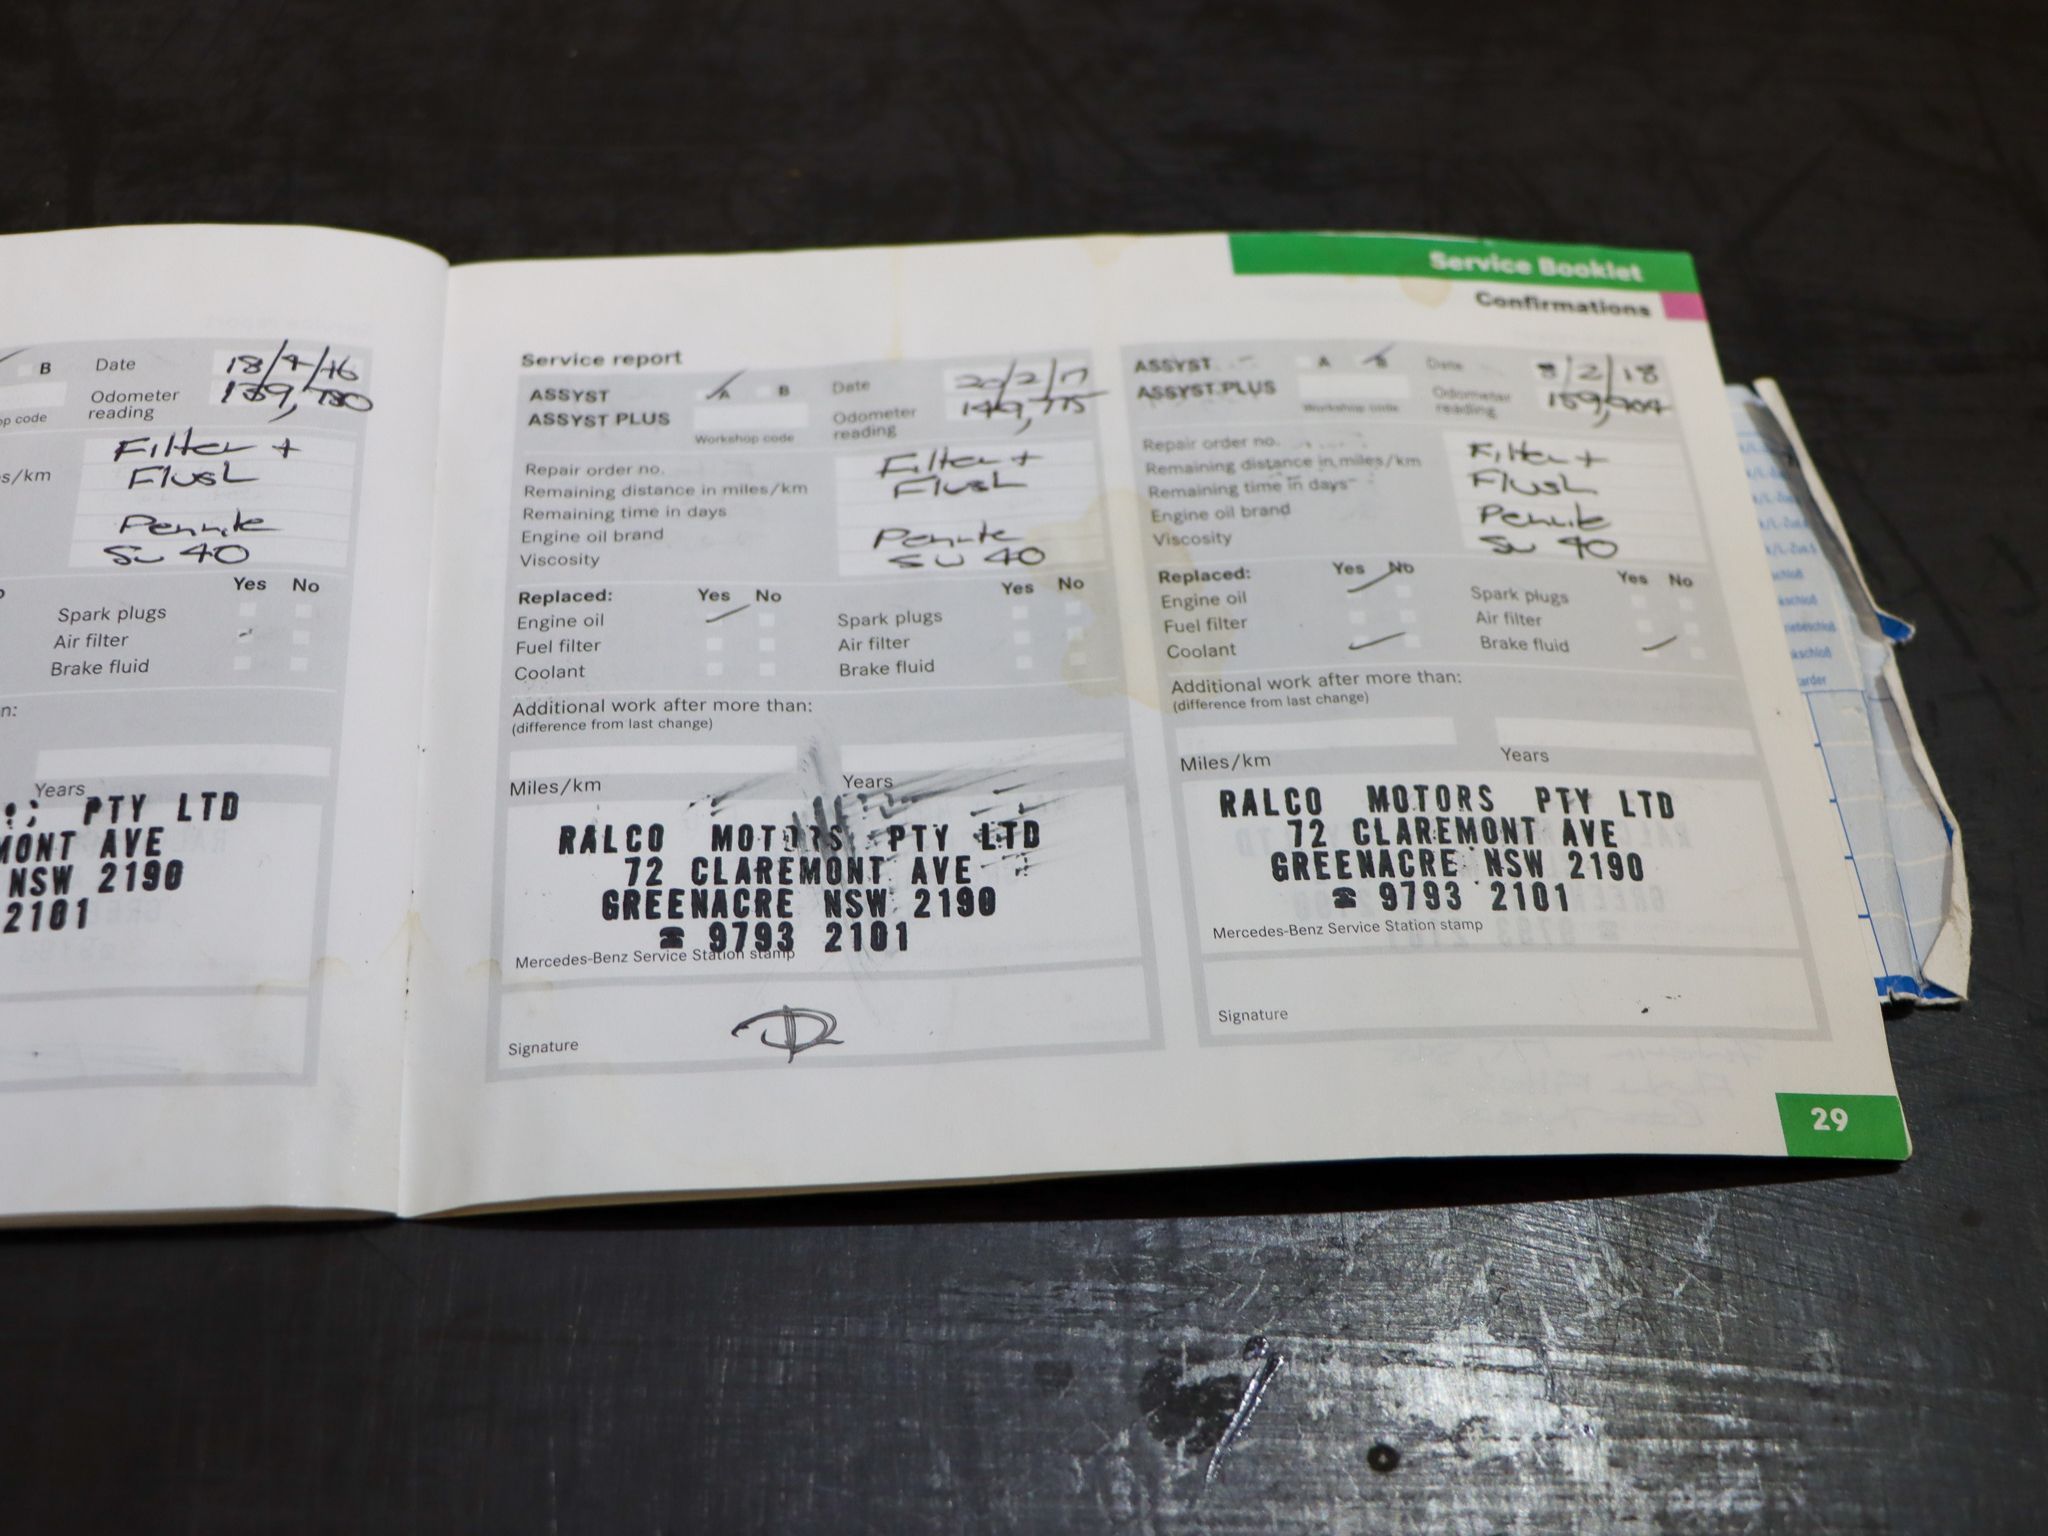 B Date 18/4/16
Odometer reading 139,780
op code
Filter +
s/km Flush
Penrite
SW 40
Yes No
Spark plugs
Air filter
Brake fluid
n:
Years
PTY LTD
MONT AVE
NSW 2190
2101
Service Booklet
Confirmations
Service report
ASSYST A B Date 20/2/17
ASSYST PLUS Odometer reading 149,775
Workshop code
Repair order no. Filter +
Remaining distance in miles/km Flush
Remaining time in days
Engine oil brand Penrite
Viscosity SW 40
Replaced: Yes No Yes No
Engine oil Spark plugs
Fuel filter Air filter
Coolant Brake fluid
Additional work after more than:
(difference from last change)
Miles/km Years
RALCO MOTORS PTY LTD
72 CLAREMONT AVE
GREENACRE NSW 2190
☎ 9793 2101
Mercedes-Benz Service Station stamp
Signature
ASSYST A B Date /2/18
ASSYST PLUS Odometer reading 159,904
Workshop code
Repair order no. Filter +
Remaining distance in miles/km Flush
Remaining time in days
Engine oil brand Penrite
Viscosity SW 40
Replaced: Yes No Yes No
Engine oil Spark plugs
Fuel filter Air filter
Coolant Brake fluid
Additional work after more than:
(difference from last change)
Miles/km Years
RALCO MOTORS PTY LTD
72 CLAREMONT AVE
GREENACRE NSW 2190
☎ 9793 2101
Mercedes-Benz Service Station stamp
Signature
29